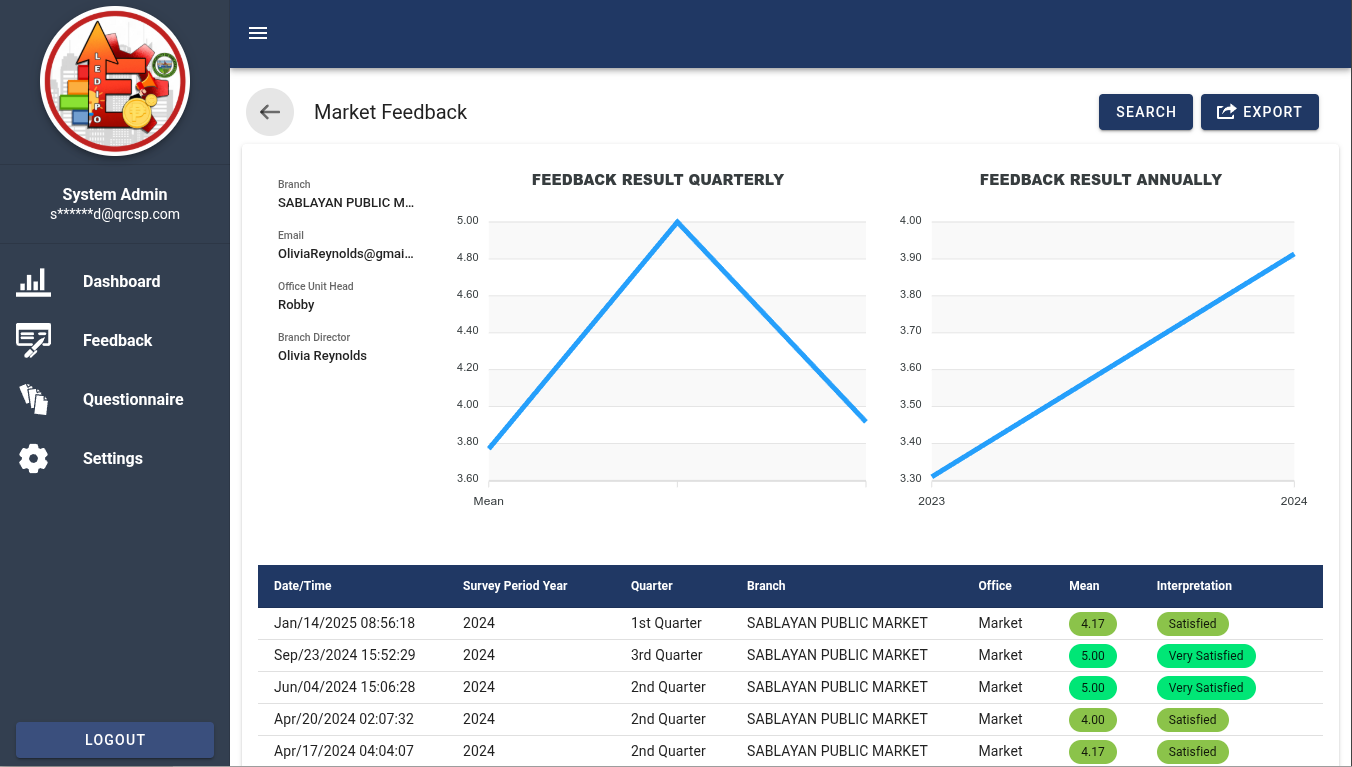 LEDIPO
System Admin
s******d@qrcsp.com
Dashboard
Feedback
Questionnaire
Settings
LOGOUT
Market Feedback
SEARCH
EXPORT
Branch
SABLAYAN PUBLIC M...
Email
OliviaReynolds@gmai...
Office Unit Head
Robby
Branch Director
Olivia Reynolds
FEEDBACK RESULT QUARTERLY
5.00
4.80
4.60
4.40
4.20
4.00
3.80
3.60
Mean
FEEDBACK RESULT ANNUALLY
4.00
3.90
3.80
3.70
3.60
3.50
3.40
3.30
2023 2024
Date/Time Survey Period Year Quarter Branch Office Mean Interpretation
Jan/14/2025 08:56:18 2024 1st Quarter SABLAYAN PUBLIC MARKET Market 4.17 Satisfied
Sep/23/2024 15:52:29 2024 3rd Quarter SABLAYAN PUBLIC MARKET Market 5.00 Very Satisfied
Jun/04/2024 15:06:28 2024 2nd Quarter SABLAYAN PUBLIC MARKET Market 5.00 Very Satisfied
Apr/20/2024 02:07:32 2024 2nd Quarter SABLAYAN PUBLIC MARKET Market 4.00 Satisfied
Apr/17/2024 04:04:07 2024 2nd Quarter SABLAYAN PUBLIC MARKET Market 4.17 Satisfied